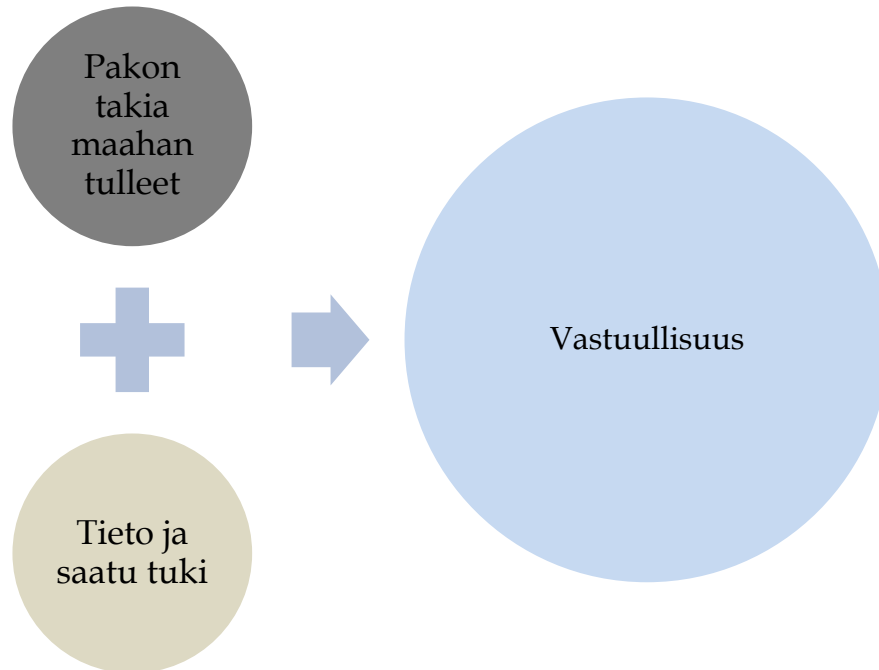 Pakon
takia
maahan
tulleet
Tieto ja
saatu tuki
Vastuullisuus